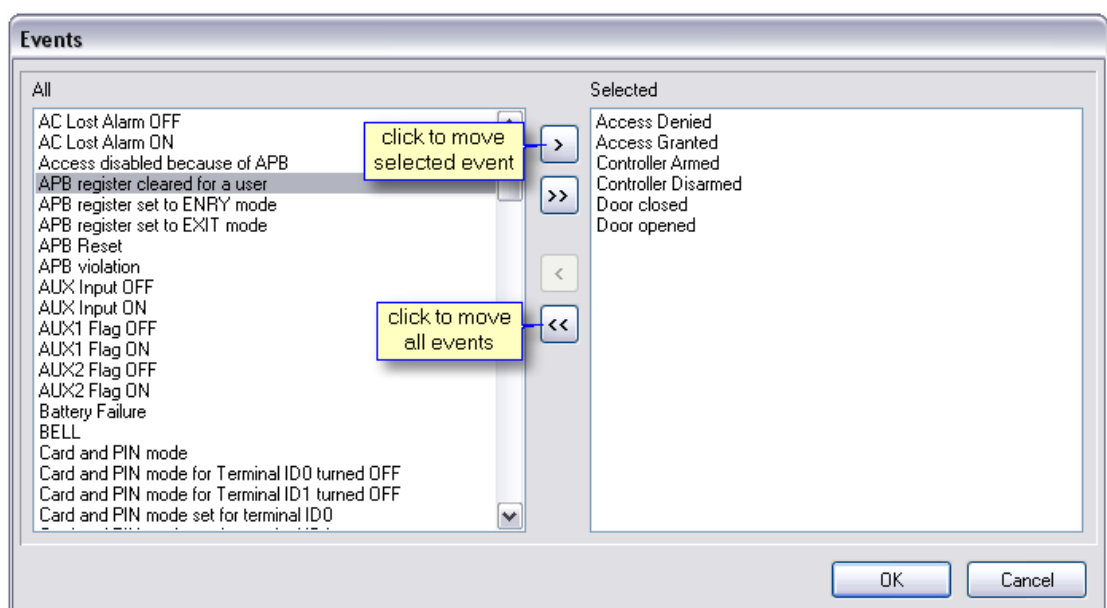 Events
All
AC Lost Alarm OFF
AC Lost Alarm ON
Access disabled because of APB
APB register cleared for a user
APB register set to ENRY mode
APB register set to EXIT mode
APB Reset
APB violation
AUX Input OFF
AUX Input ON
AUX1 Flag OFF
AUX1 Flag ON
AUX2 Flag OFF
AUX2 Flag ON
Battery Failure
BELL
Card and PIN mode
Card and PIN mode for Terminal ID0 turned OFF
Card and PIN mode for Terminal ID1 turned OFF
Card and PIN mode set for terminal ID0
click to move
selected event
>
>>
<
click to move
all events
<<
Selected
Access Denied
Access Granted
Controller Armed
Controller Disarmed
Door closed
Door opened
OK
Cancel